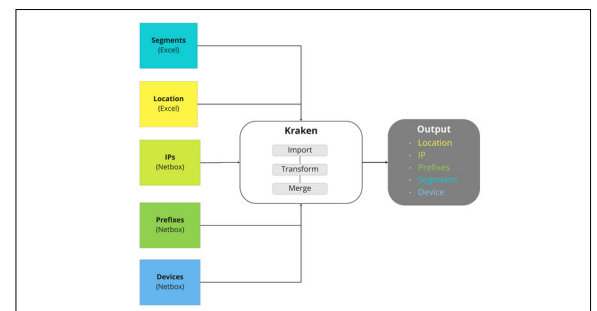 Segments
(Excel)
Location
(Excel)
IPs
(Netbox)
Prefixes
(Netbox)
Devices
(Netbox)
Kraken
Import
Transform
Merge
Output
- Location
- IP
- Prefixes
- Segments
- Device